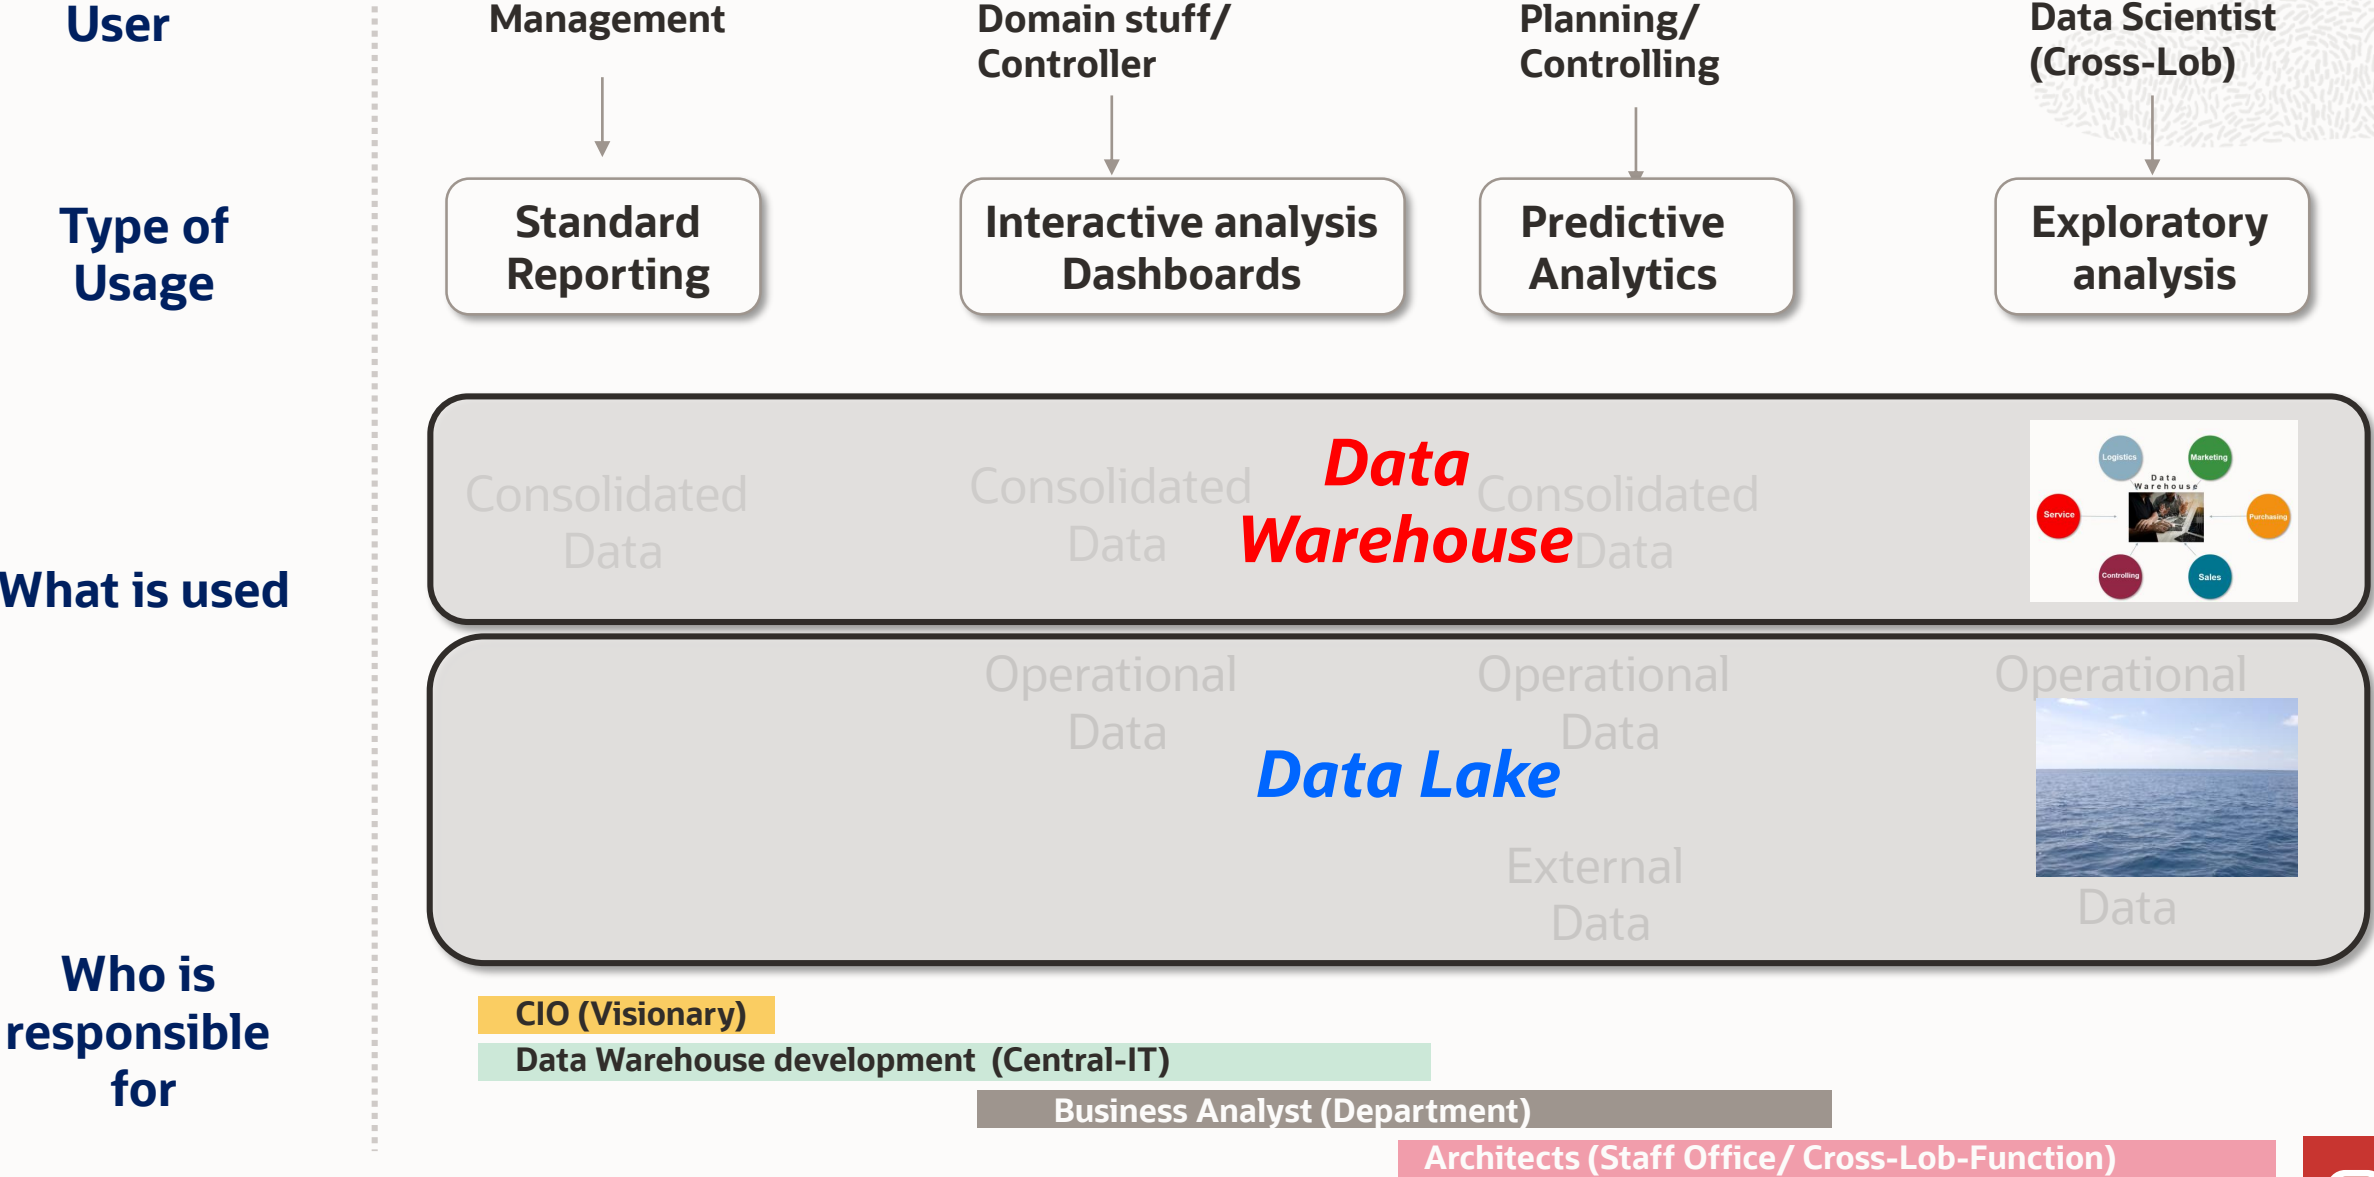 User
Management
Domain stuff/
Controller
Planning/
Controlling
Data Scientist
(Cross-Lob)
Type of
Usage
Standard
Reporting
Interactive analysis
Dashboards
Predictive
Analytics
Exploratory
analysis
What is used
Consolidated
Data
Consolidated
Data
Data
Warehouse
Consolidated
Data
Logistics
Marketing
Data
Warehouse
Service
Purchasing
Controlling
Sales
Operational
Data
Operational
Data
Operational
Data Lake
External
Data
Data
Who is
responsible
for
CIO (Visionary)
Data Warehouse development (Central-IT)
Business Analyst (Department)
Architects (Staff Office/ Cross-Lob-Function)